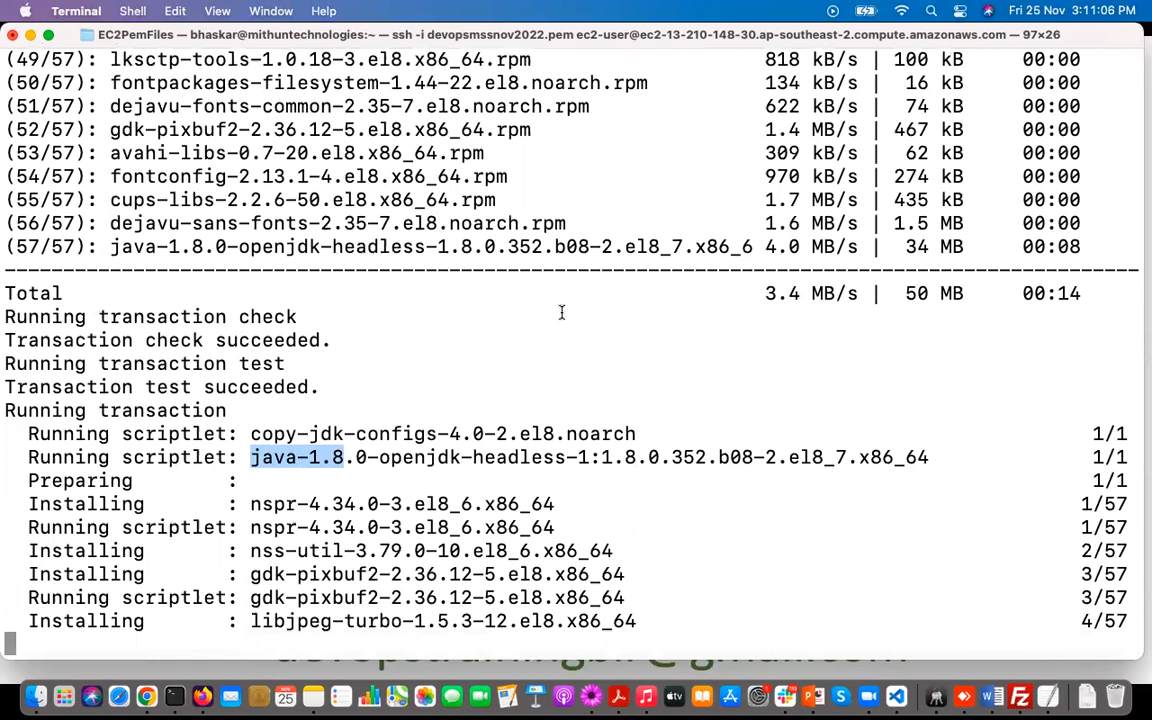 Terminal Shell Edit View Window Help Fri 25 Nov 3:11:06 PM
EC2PemFiles — bhaskar@mithuntechnologies:~ — ssh -i devopsmssnov2022.pem ec2-user@ec2-13-210-148-30.ap-southeast-2.compute.amazonaws.com — 97×26
(49/57): lksctp-tools-1.0.18-3.el8.x86_64.rpm 818 kB/s | 100 kB 00:00
(50/57): fontpackages-filesystem-1.44-22.el8.noarch.rpm 134 kB/s | 16 kB 00:00
(51/57): dejavu-fonts-common-2.35-7.el8.noarch.rpm 622 kB/s | 74 kB 00:00
(52/57): gdk-pixbuf2-2.36.12-5.el8.x86_64.rpm 1.4 MB/s | 467 kB 00:00
(53/57): avahi-libs-0.7-20.el8.x86_64.rpm 309 kB/s | 62 kB 00:00
(54/57): fontconfig-2.13.1-4.el8.x86_64.rpm 970 kB/s | 274 kB 00:00
(55/57): cups-libs-2.2.6-50.el8.x86_64.rpm 1.7 MB/s | 435 kB 00:00
(56/57): dejavu-sans-fonts-2.35-7.el8.noarch.rpm 1.6 MB/s | 1.5 MB 00:00
(57/57): java-1.8.0-openjdk-headless-1.8.0.352.b08-2.el8_7.x86_6 4.0 MB/s | 34 MB 00:08
Total 3.4 MB/s | 50 MB 00:14
Running transaction check
Transaction check succeeded.
Running transaction test
Transaction test succeeded.
Running transaction
Running scriptlet: copy-jdk-configs-4.0-2.el8.noarch 1/1
Running scriptlet: java-1.8.0-openjdk-headless-1:1.8.0.352.b08-2.el8_7.x86_64 1/1
Preparing : 1/1
Installing : nspr-4.34.0-3.el8_6.x86_64 1/57
Running scriptlet: nspr-4.34.0-3.el8_6.x86_64 1/57
Installing : nss-util-3.79.0-10.el8_6.x86_64 2/57
Installing : gdk-pixbuf2-2.36.12-5.el8.x86_64 3/57
Running scriptlet: gdk-pixbuf2-2.36.12-5.el8.x86_64 3/57
Installing : libjpeg-turbo-1.5.3-12.el8.x86_64 4/57